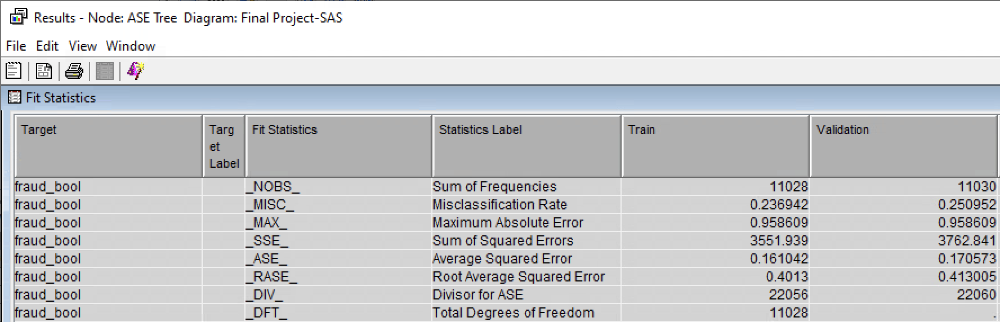 Results - Node: ASE Tree  Diagram: Final Project-SAS
File Edit View Window
Fit Statistics
Target Targ et Label Fit Statistics Statistics Label Train Validation
fraud_bool _NOBS_ Sum of Frequencies 11028 11030
fraud_bool _MISC_ Misclassification Rate 0.236942 0.250952
fraud_bool _MAX_ Maximum Absolute Error 0.958609 0.958609
fraud_bool _SSE_ Sum of Squared Errors 3551.939 3762.841
fraud_bool _ASE_ Average Squared Error 0.161042 0.170573
fraud_bool _RASE_ Root Average Squared Error 0.4013 0.413005
fraud_bool _DIV_ Divisor for ASE 22056 22060
fraud_bool _DFT_ Total Degrees of Freedom 11028 .